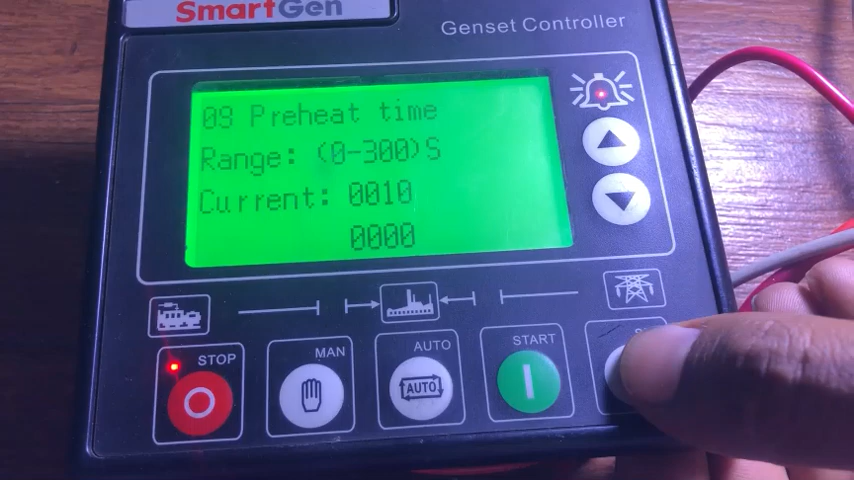 SmartGen
Genset Controller
09 Preheat time
Range: (0-300)S
Current: 0010
0000
STOP
MAN
AUTO
START
AUTO